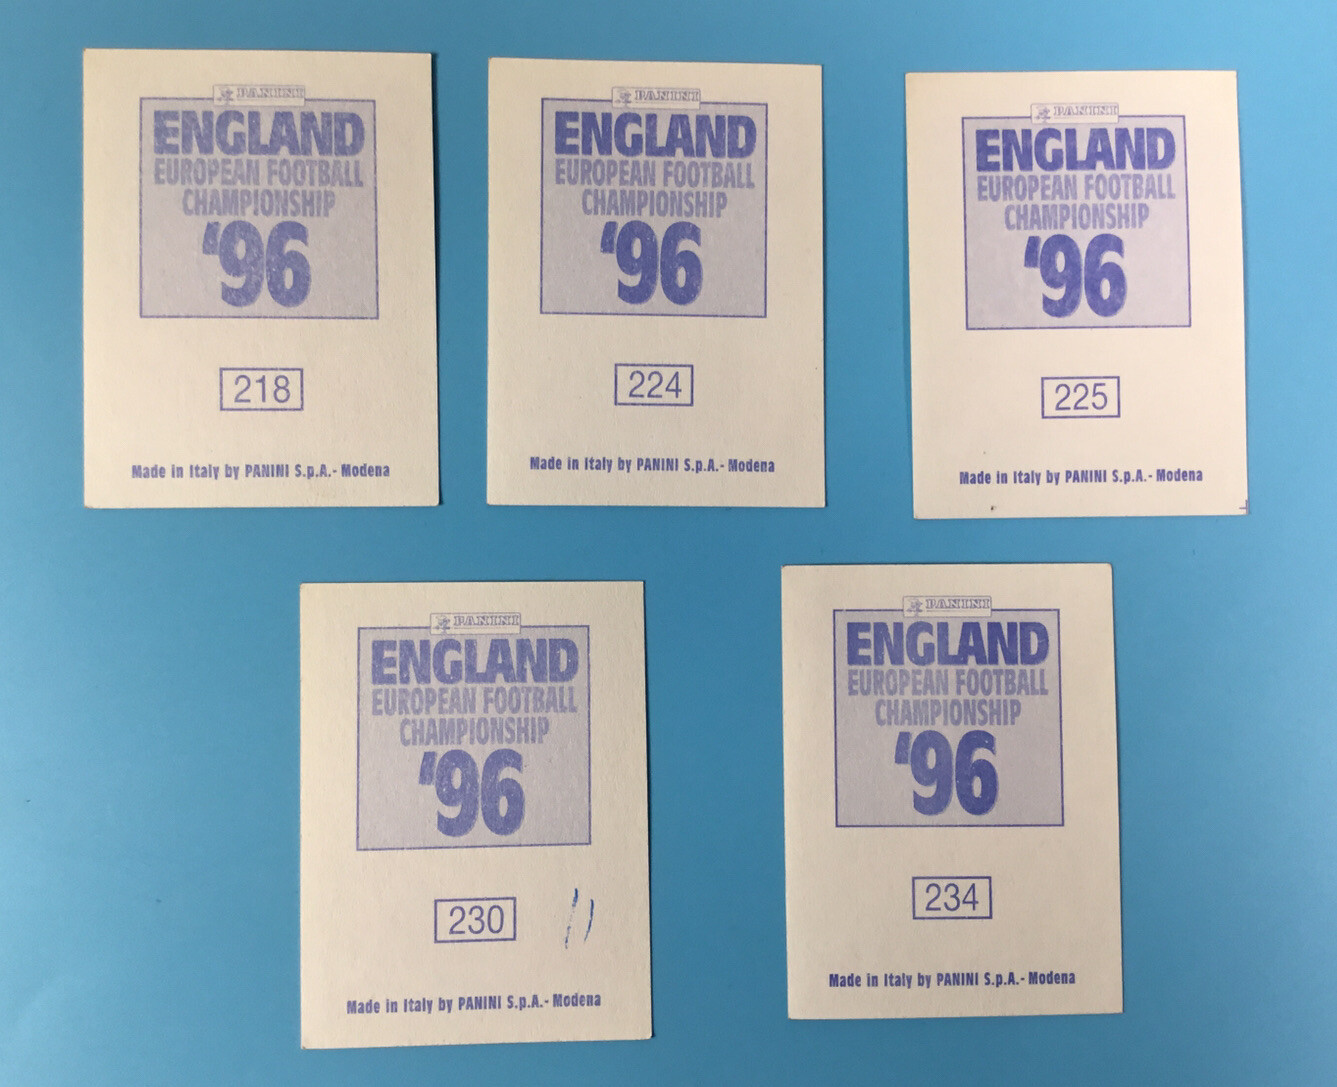 PANINI
ENGLAND
EUROPEAN FOOTBALL
CHAMPIONSHIP
'96
218
Made in Italy by PANINI S.p.A.- Modena
PANINI
ENGLAND
EUROPEAN FOOTBALL
CHAMPIONSHIP
'96
224
Made in Italy by PANINI S.p.A.- Modena
PANINI
ENGLAND
EUROPEAN FOOTBALL
CHAMPIONSHIP
'96
225
Made in Italy by PANINI S.p.A.- Modena
PANINI
ENGLAND
EUROPEAN FOOTBALL
CHAMPIONSHIP
'96
230
Made in Italy by PANINI S.p.A.- Modena
PANINI
ENGLAND
EUROPEAN FOOTBALL
CHAMPIONSHIP
'96
234
Made in Italy by PANINI S.p.A.- Modena